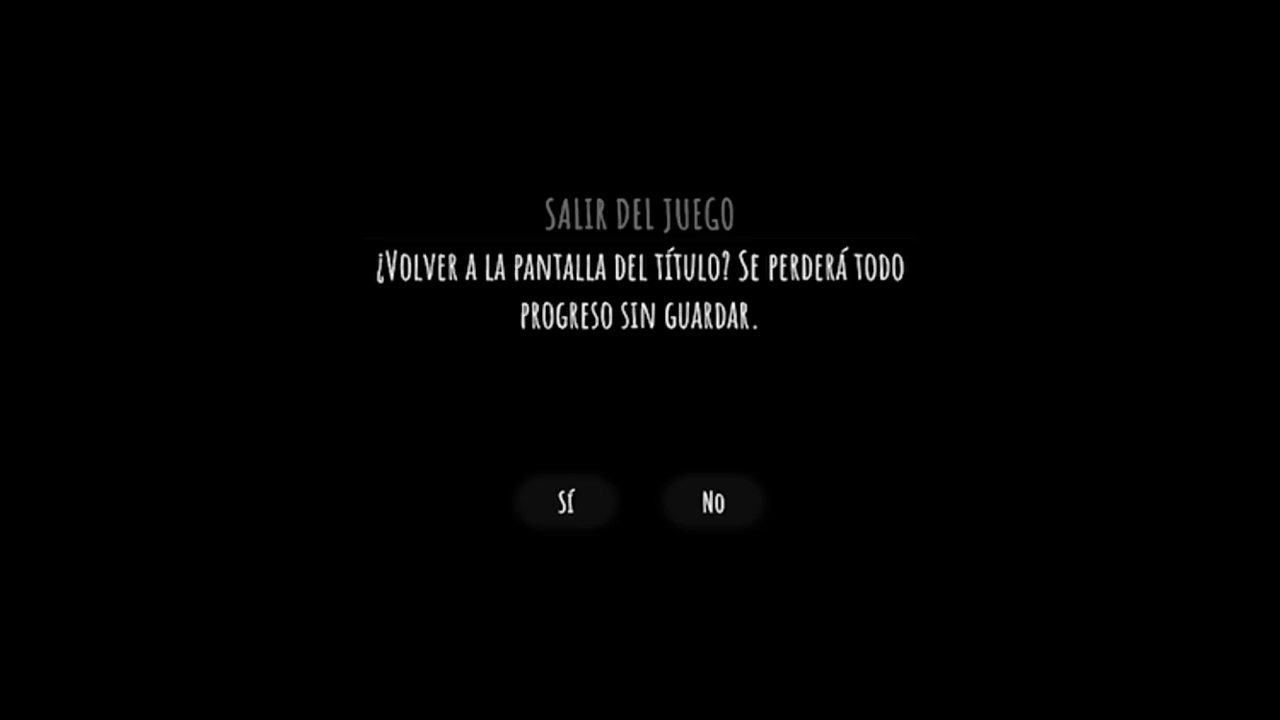 SALIR DEL JUEGO
¿VOLVER A LA PANTALLA DEL TÍTULO? SE PERDERÁ TODO
PROGRESO SIN GUARDAR.
SÍ
NO